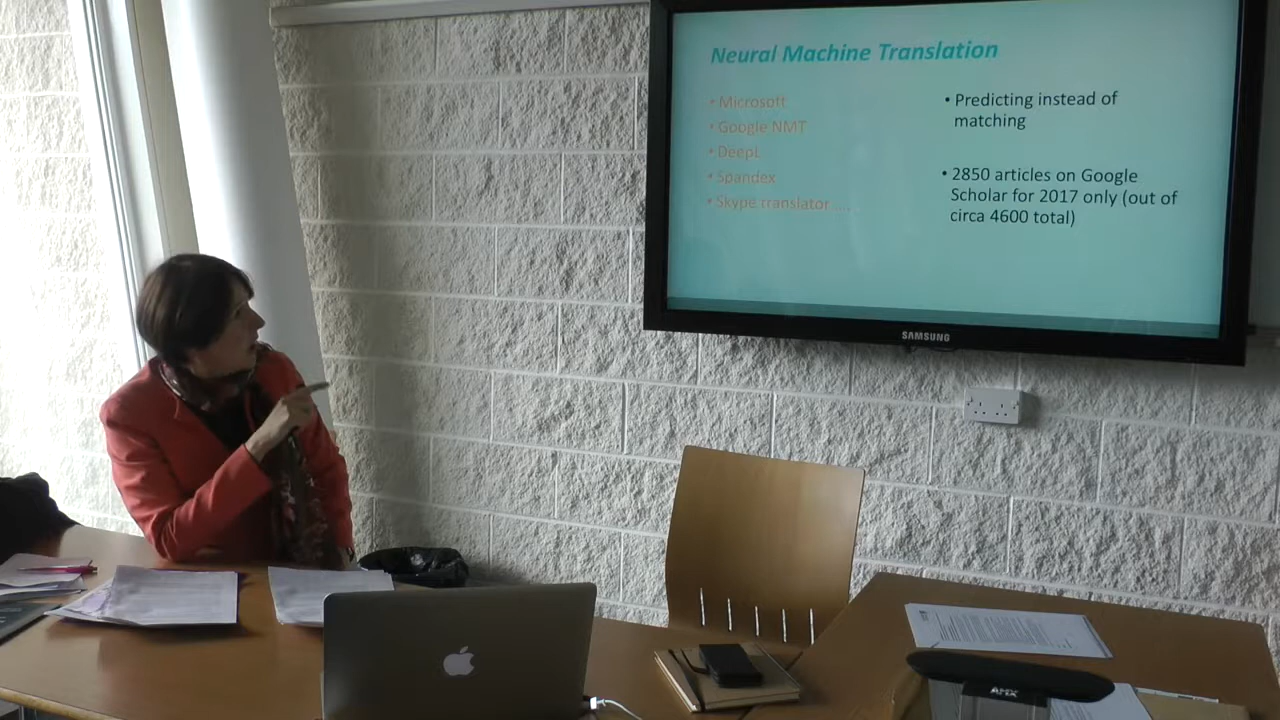 Neural Machine Translation
• Microsoft
• Google NMT
• DeepL
• Spandex
• Skype translator.....
• Predicting instead of
matching
• 2850 articles on Google
Scholar for 2017 only (out of
circa 4600 total)
SAMSUNG
AMX